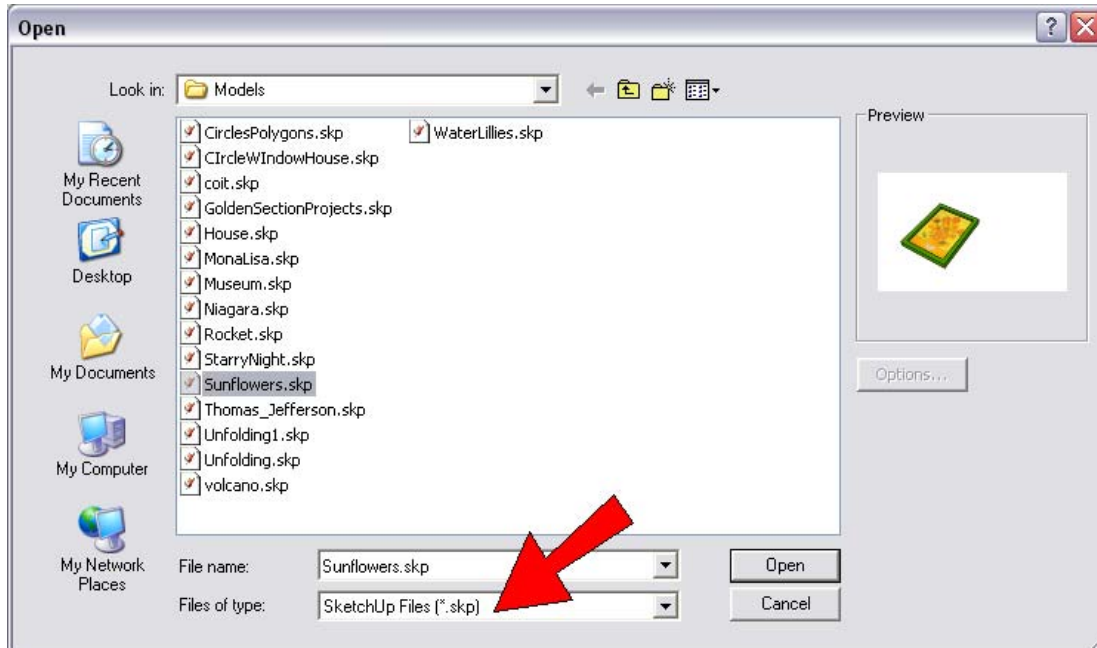 Open
Look in:
Models
My Recent
Documents
Desktop
My Documents
My Computer
My Network
Places
CirclesPolygons.skp
CIrcleWIndowHouse.skp
coit.skp
GoldenSectionProjects.skp
House.skp
MonaLisa.skp
Museum.skp
Niagara.skp
Rocket.skp
StarryNight.skp
Sunflowers.skp
Thomas_Jefferson.skp
Unfolding1.skp
Unfolding.skp
volcano.skp
WaterLillies.skp
Preview
Options...
File name:
Sunflowers.skp
Open
Files of type:
SketchUp Files (*.skp)
Cancel